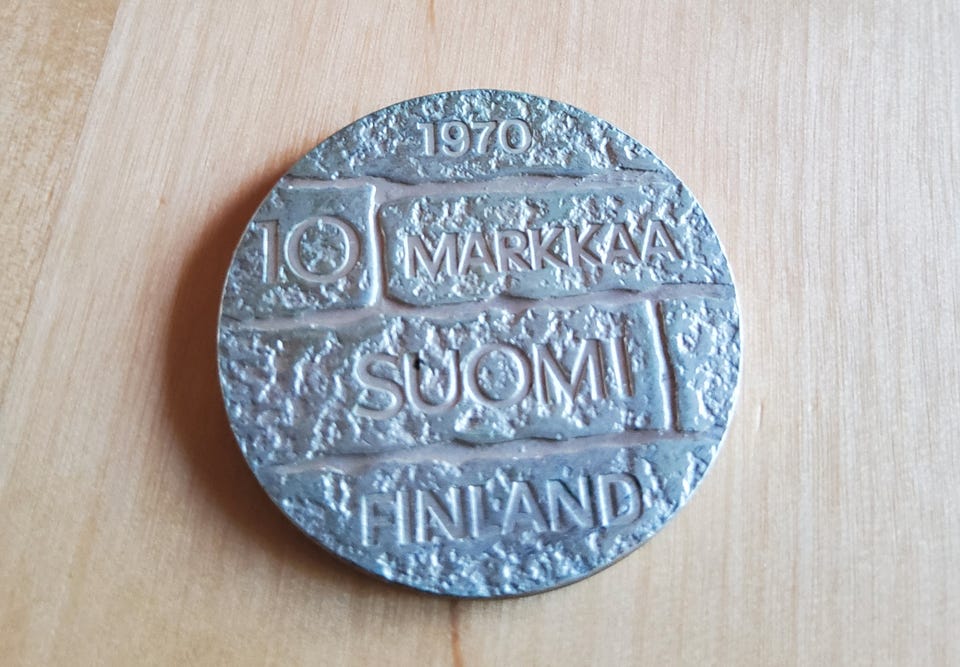 1970
10 MARKKAA
SUOMI
FINLAND